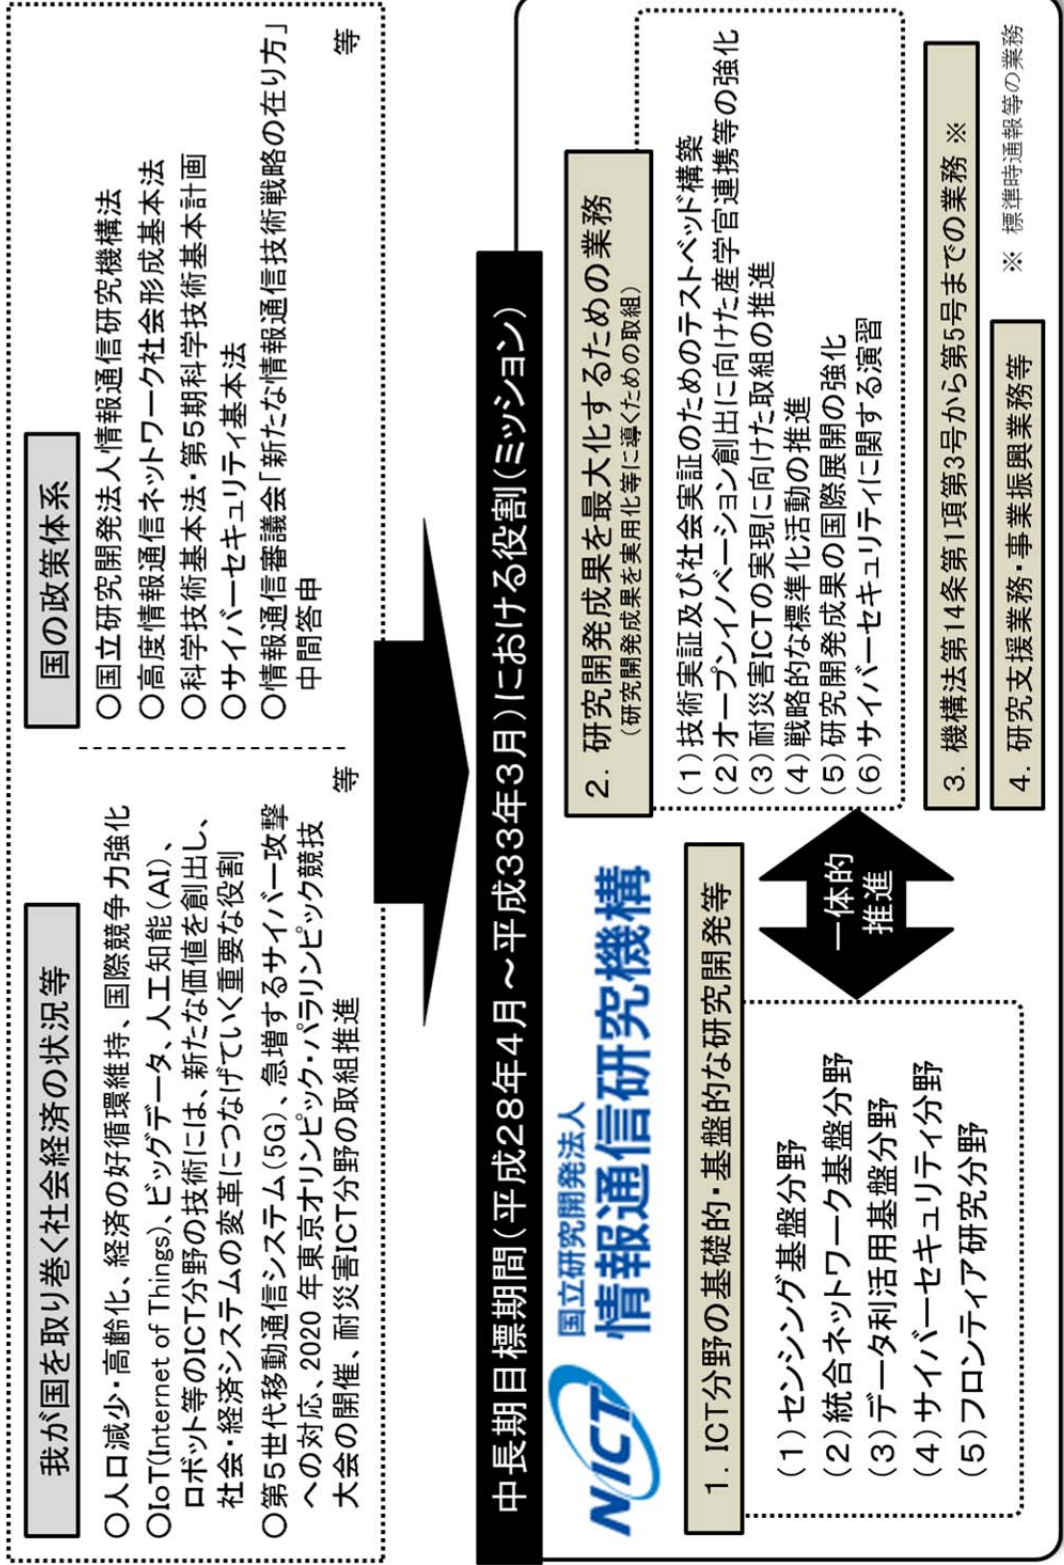 我が国を取り巻く社会経済の状況等
〇人口減少・高齢化、経済の好循環維持、国際競争力強化
〇IoT(Internet of Things)、ビッグデータ、人工知能(AI)、
ロボット等のICT分野の技術には、新たな価値を創出し、
社会・経済システムの変革につなげていく重要な役割
〇第５世代移動通信システム(5G)、急増するサイバー攻撃
への対応、2020 年東京オリンピック・パラリンピック競技
大会の開催、耐災害ICT分野の取組推進
等
国の政策体系
〇国立研究開発法人情報通信研究機構法
〇高度情報通信ネットワーク社会形成基本法
〇科学技術基本法・第５期科学技術基本計画
〇サイバーセキュリティ基本法
〇情報通信審議会「新たな情報通信技術戦略の在り方」
中間答申
等
中長期目標期間(平成２８年４月～平成３３年３月)における役割(ミッション)
NICT
国立研究開発法人
情報通信研究機構
１．ICT分野の基礎的・基盤的な研究開発等
(１)センシング基盤分野
(２)統合ネットワーク基盤分野
(３)データ利活用基盤分野
(４)サイバーセキュリティ分野
(５)フロンティア研究分野
一体的
推進
２．研究開発成果を最大化するための業務
(研究開発成果を実用化等に導くための取組)
(１)技術実証及び社会実証のためのテストベッド構築
(２)オープンイノベーション創出に向けた産学官連携等の強化
(３)耐災害ICTの実現に向けた取組の推進
(４)戦略的な標準化活動の推進
(５)研究開発成果の国際展開の強化
(６)サイバーセキュリティに関する演習
３．機構法第１４条第１項第３号から第５号までの業務 ※
４．研究支援業務・事業振興業務等
※ 標準時通報等の業務